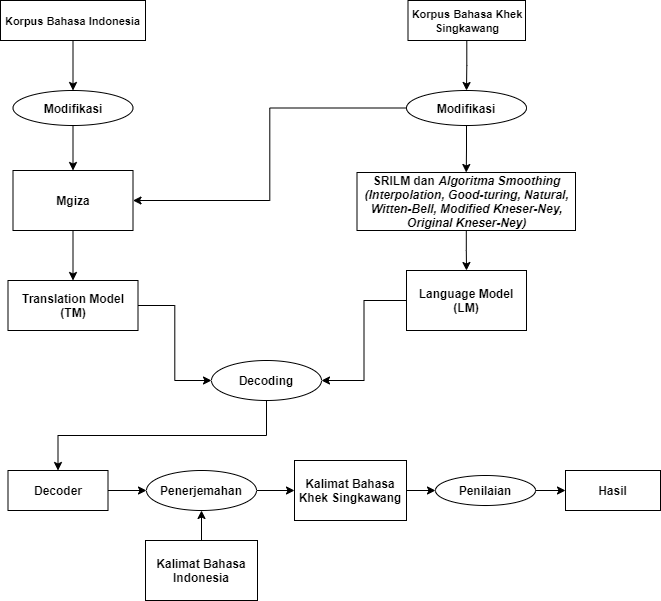 Korpus Bahasa Indonesia
Korpus Bahasa Khek
Singkawang
Modifikasi
Modifikasi
Mgiza
SRILM dan Algoritma Smoothing
(Interpolation, Good-turing, Natural,
Witten-Bell, Modified Kneser-Ney,
Original Kneser-Ney)
Translation Model
(TM)
Language Model
(LM)
Decoding
Decoder
Penerjemahan
Kalimat Bahasa
Khek Singkawang
Penilaian
Hasil
Kalimat Bahasa
Indonesia